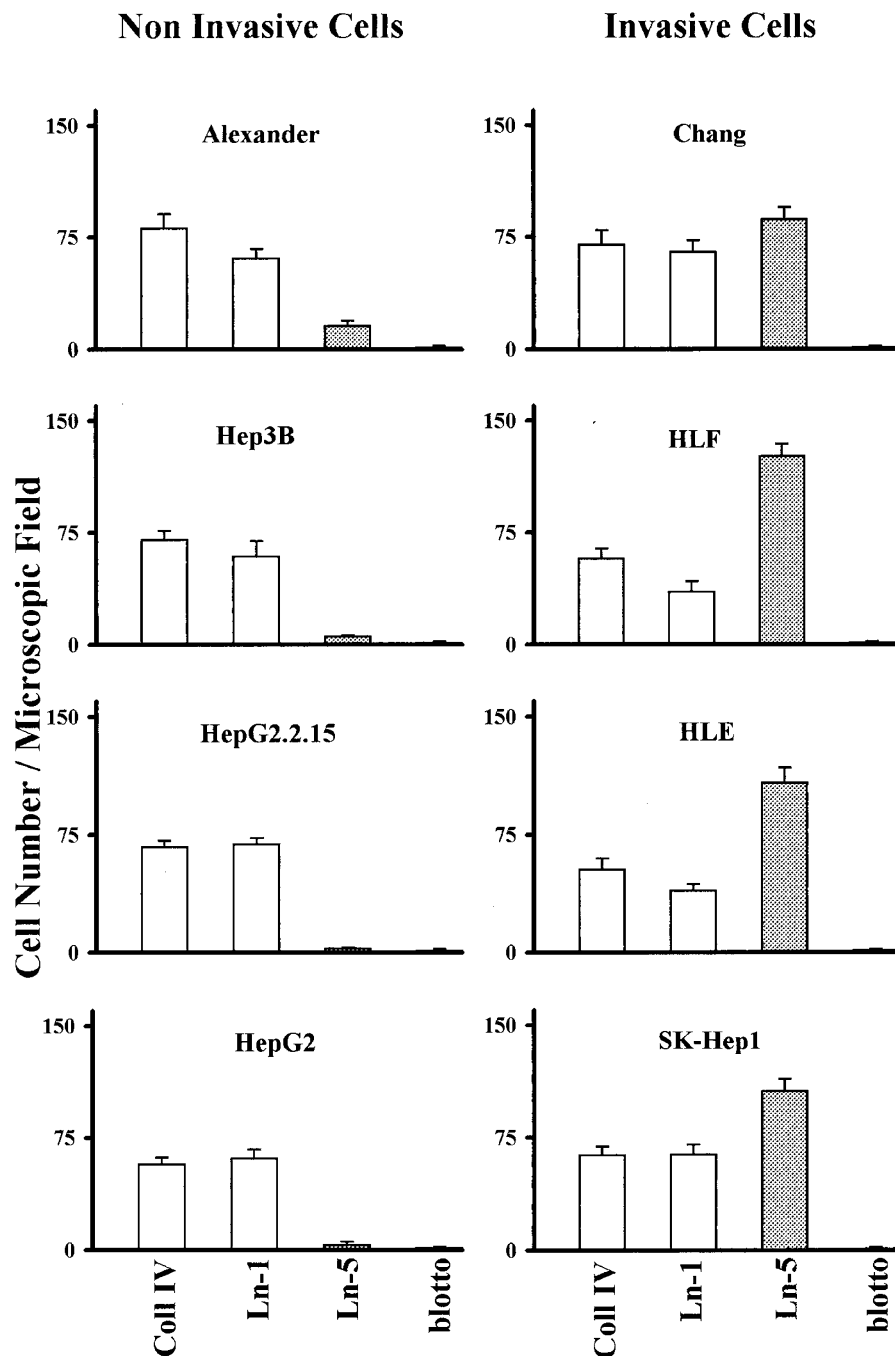 Non Invasive Cells
Invasive Cells
Cell Number / Microscopic Field
150
75
0
Alexander
150
75
0
Chang
150
75
0
Hep3B
150
75
0
HLF
150
75
0
HepG2.2.15
150
75
0
HLE
150
75
0
HepG2
150
75
0
SK-Hep1
Coll IV
Ln-1
Ln-5
blotto
Coll IV
Ln-1
Ln-5
blotto